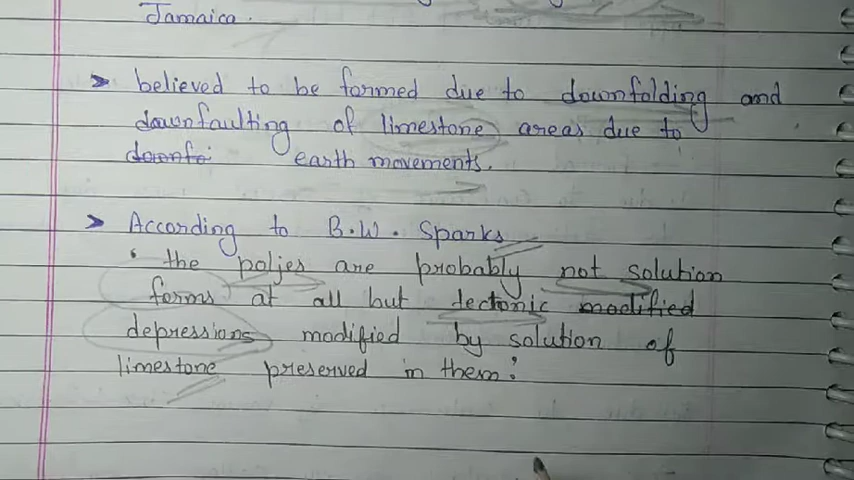 Jamaica.
➤ believed to be formed due to downfolding and
downfaulting of limestone areas due to
downfo earth movements.
➤ According to B.W. Sparks
' the poljes are probably not solution
forms at all but tectonic modified
depressions modified by solution of
limestone preserved in them '.